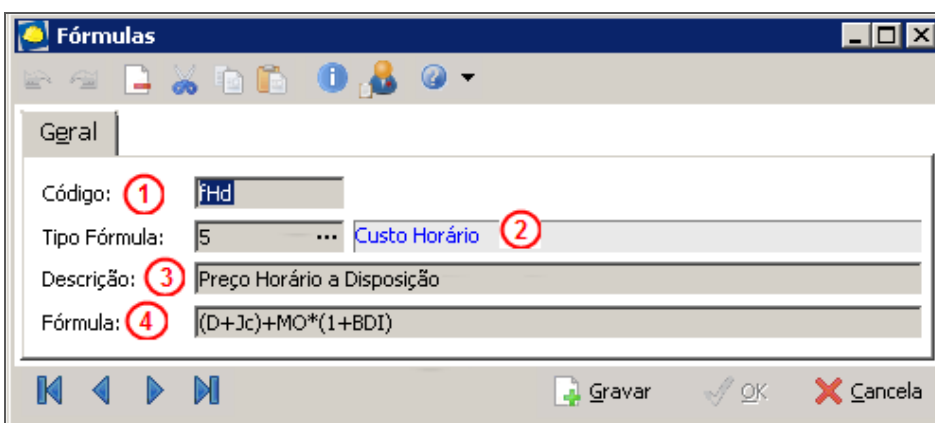 Fórmulas
Geral
Código: 1 fHd
Tipo Fórmula: 5 ... Custo Horário 2
Descrição: 3 Preço Horário a Disposição
Fórmula: 4 (D+Jc)+MO*(1+BDI)
Gravar OK Cancela